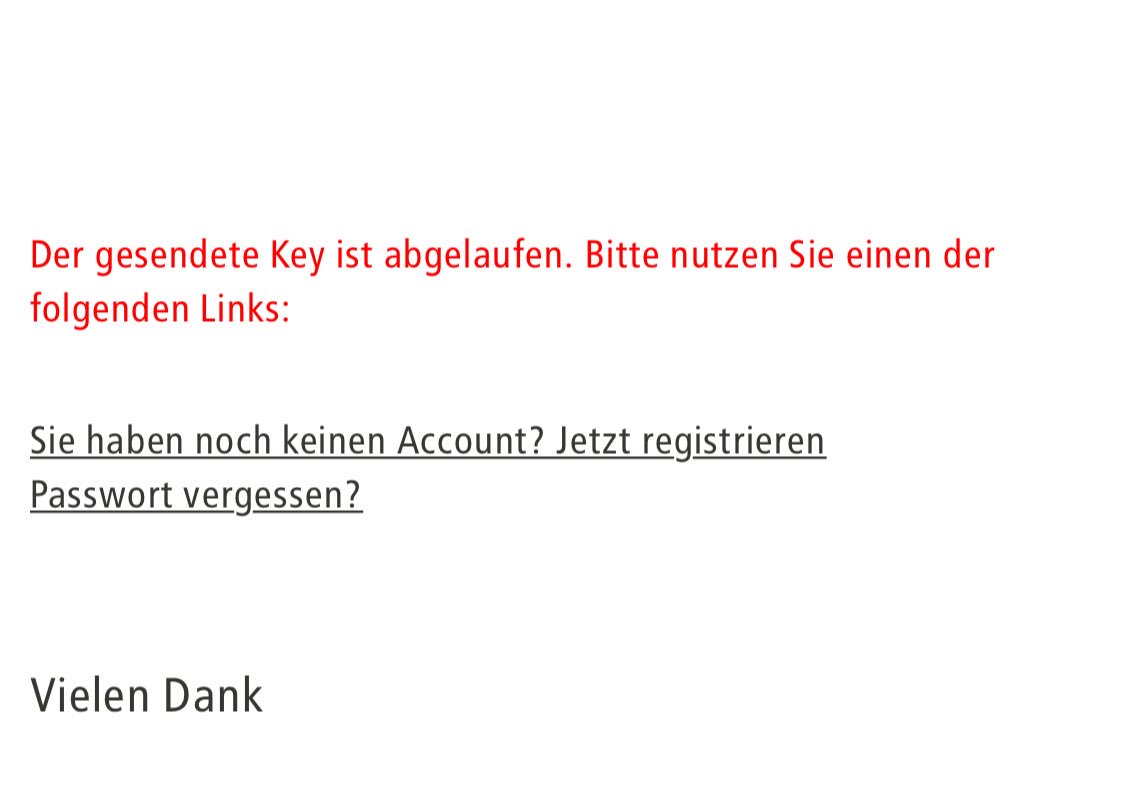 Der gesendete Key ist abgelaufen. Bitte nutzen Sie einen der
folgenden Links:
Sie haben noch keinen Account? Jetzt registrieren
Passwort vergessen?
Vielen Dank